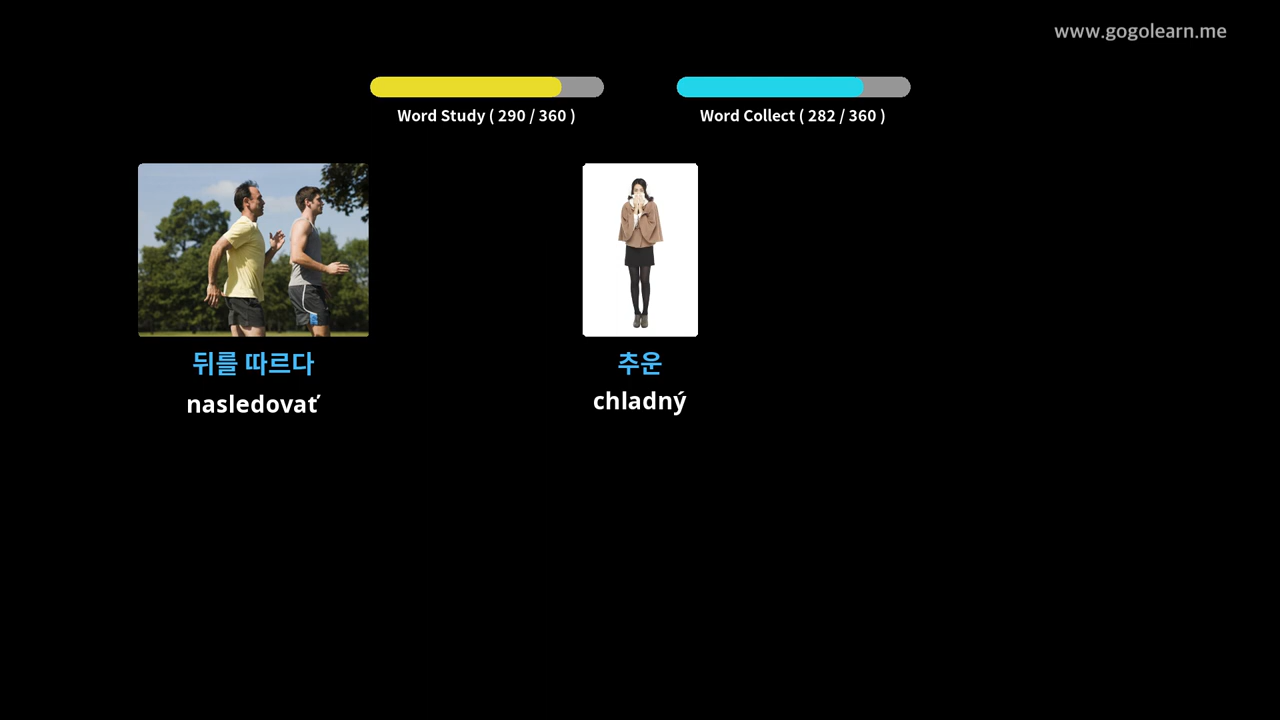 www.gogolearn.me
Word Study ( 290 / 360 )
Word Collect ( 282 / 360 )
뒤를 따르다
nasledovať
추운
chladný